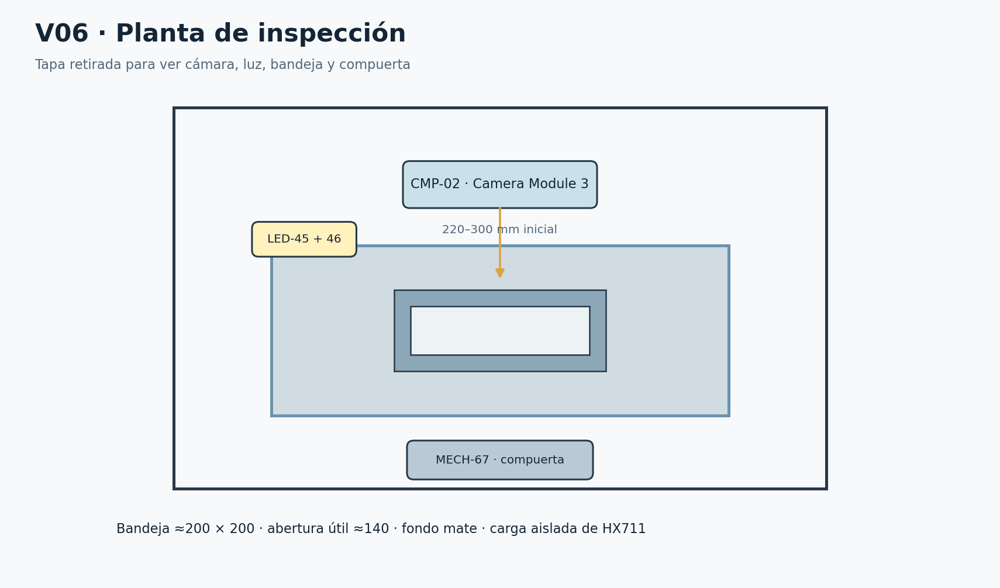 V06 · Planta de inspección
Tapa retirada para ver cámara, luz, bandeja y compuerta
CMP-02 · Camera Module 3
220–300 mm inicial
LED-45 + 46
MECH-67 · compuerta
Bandeja ≈200 × 200 · abertura útil ≈140 · fondo mate · carga aislada de HX711